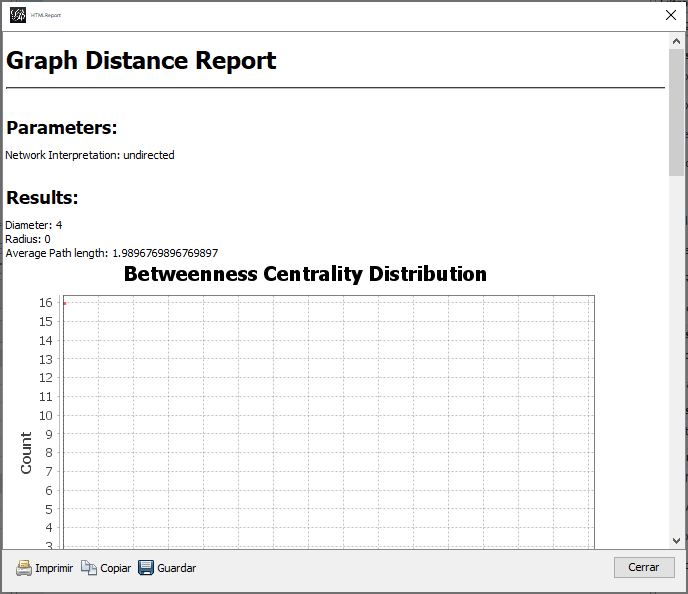 HTMLReport
Graph Distance Report
Parameters:
Network Interpretation: undirected
Results:
Diameter: 4
Radius: 0
Average Path length: 1.9896769896769897
Betweenness Centrality Distribution
16
15
14
13
12
11
10
9
8
7
6
5
4
3
Count
Imprimir Copiar Guardar Cerrar